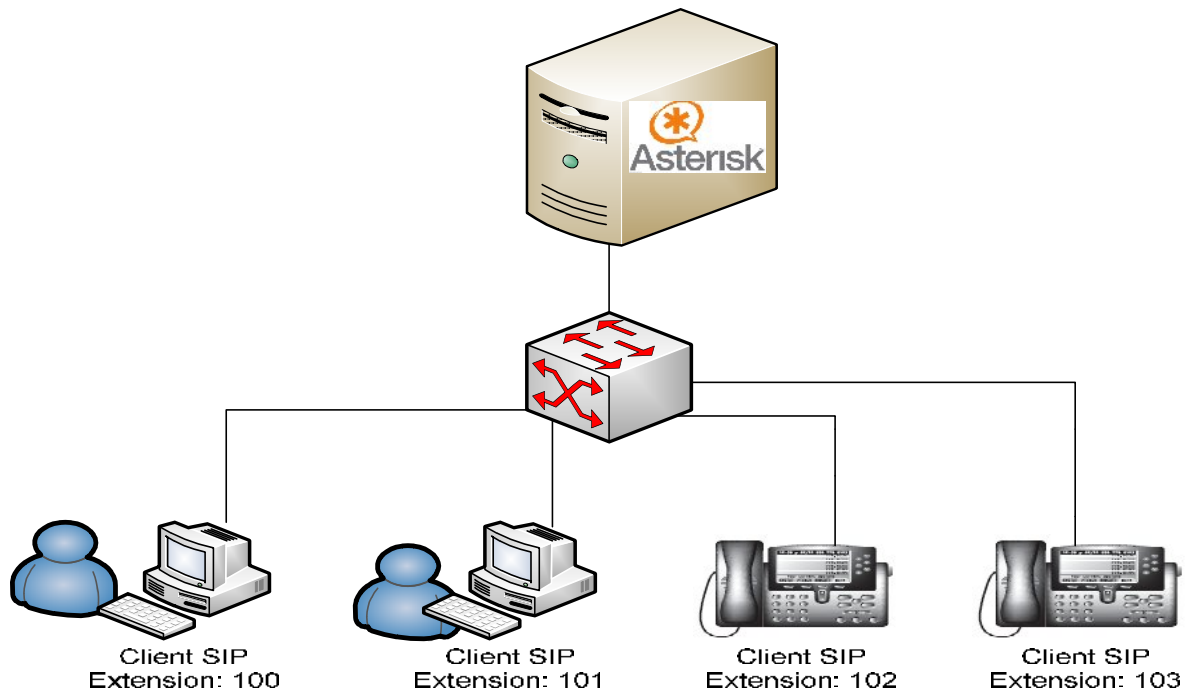 Asterisk
Client SIP
Extension: 100
Client SIP
Extension: 101
Client SIP
Extension: 102
Client SIP
Extension: 103